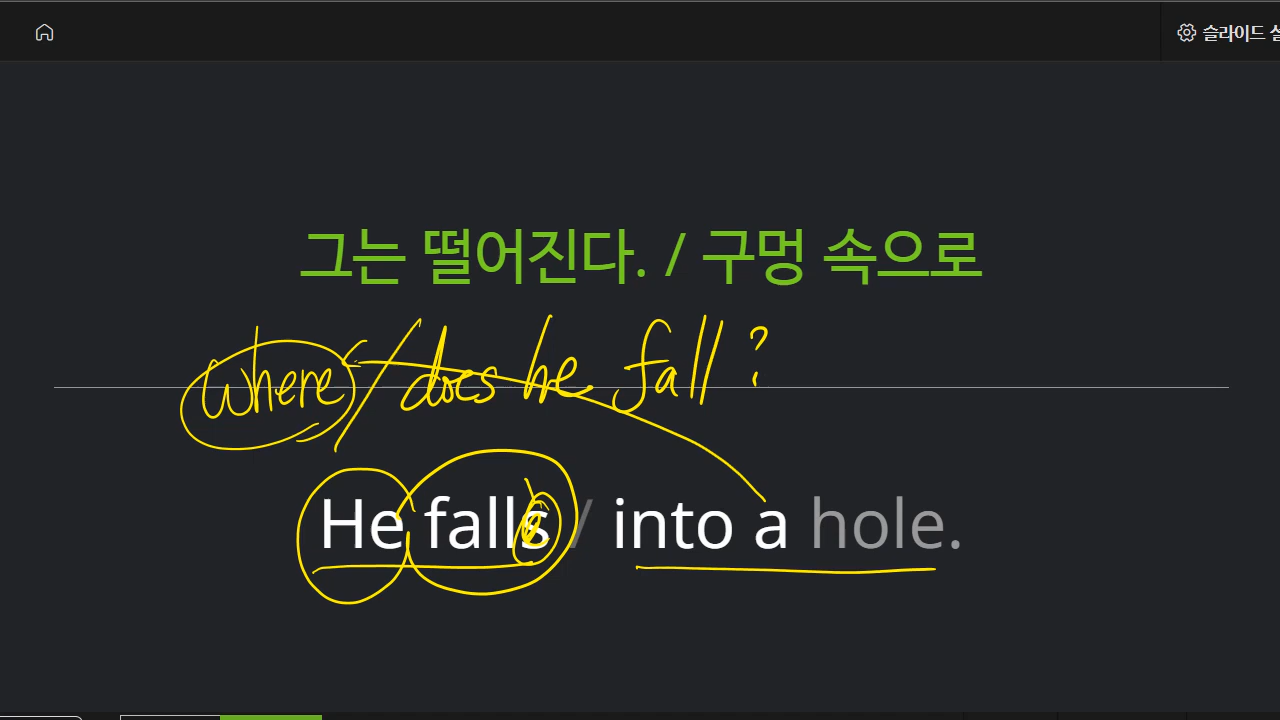 슬라이드
그는 떨어진다. / 구멍 속으로
where / does he fall ?
He falls / into a hole.